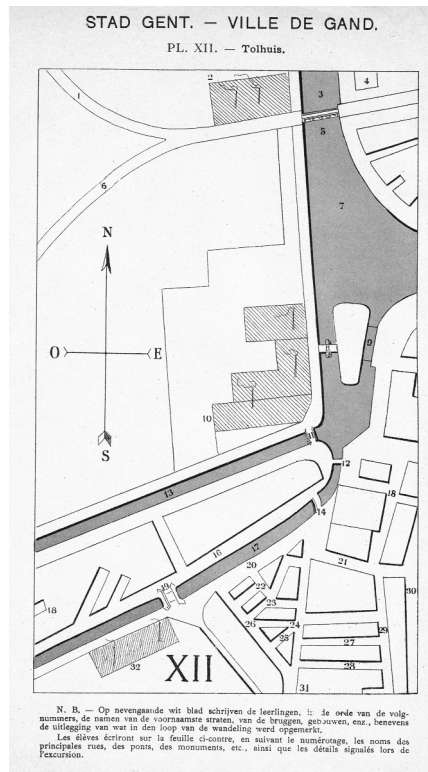 STAD GENT. — VILLE DE GAND.
PL. XII. — Tolhuis.
1
2
3
4
5
6
7
N
O
E
S
8
9
10
11
12
13
14
16
17
18
18
19
20
21
22
23
24
25
26
27
28
29
30
31
32
XII
N. B. — Op nevengaande wit blad schrijven de leerlingen, de orde van de volg-
nummers, de namen van de voornaamste straten, van de bruggen, gebouwen, enz., benevens
de uitlegging van wat in den loop van de wandeling werd opgemerkt.
Les élèves écriront sur la feuille ci-contre, en suivant le numérotage, les noms des
principales rues, des ponts, des monuments, etc., ainsi que les détails signalés lors de
l'excursion.